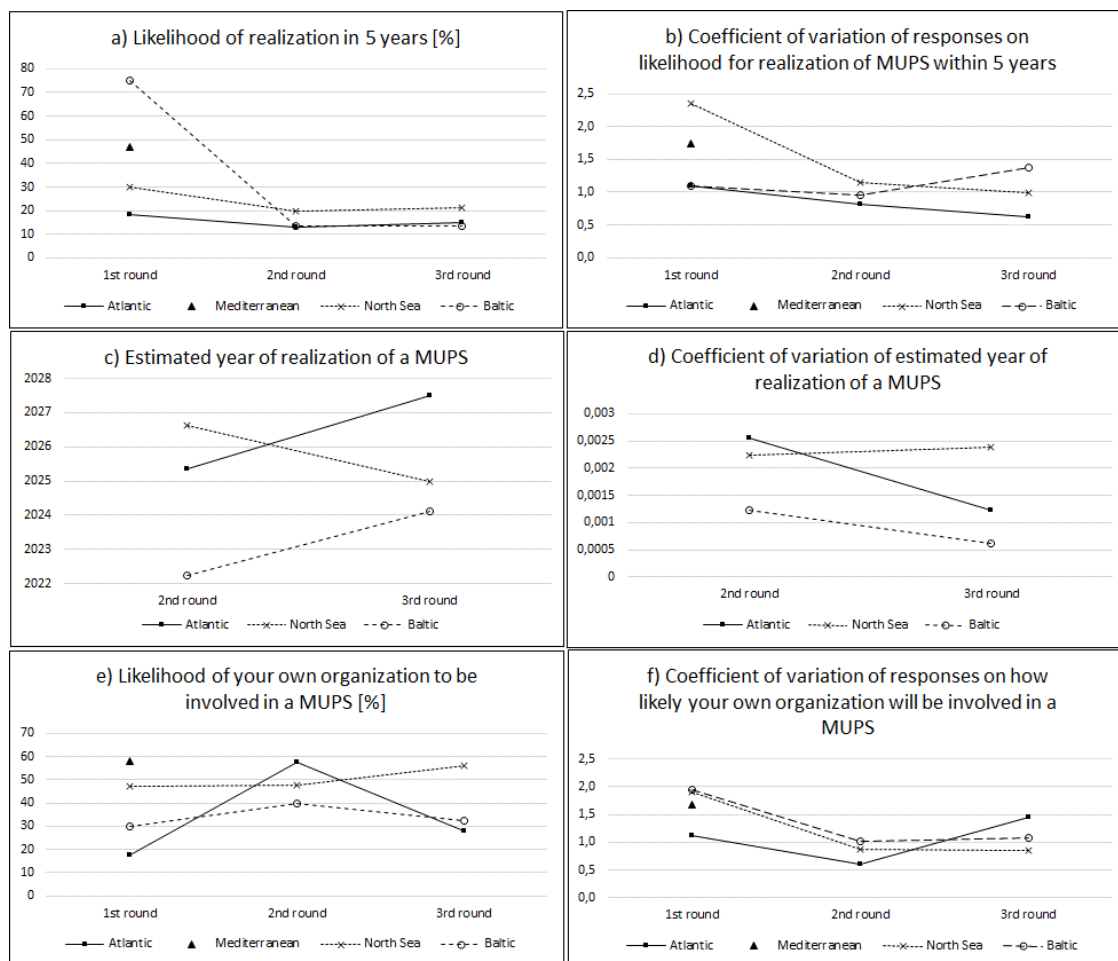 a) Likelihood of realization in 5 years [%]
80
70
60
50
40
30
20
10
0
1st round 2nd round 3rd round
Atlantic Mediterranean North Sea Baltic
b) Coefficient of variation of responses on
likelihood for realization of MUPS within 5 years
2,5
2,0
1,5
1,0
0,5
0,0
1st round 2nd round 3rd round
Atlantic Mediterranean North Sea Baltic
c) Estimated year of realization of a MUPS
2028
2027
2026
2025
2024
2023
2022
2nd round 3rd round
Atlantic North Sea Baltic
d) Coefficient of variation of estimated year of
realization of a MUPS
0,003
0,0025
0,002
0,0015
0,001
0,0005
0
2nd round 3rd round
Atlantic North Sea Baltic
e) Likelihood of your own organization to be
involved in a MUPS [%]
70
60
50
40
30
20
10
0
1st round 2nd round 3rd round
Atlantic Mediterranean North Sea Baltic
f) Coefficient of variation of responses on how
likely your own organization will be involved in a
MUPS
2,5
2,0
1,5
1,0
0,5
0,0
1st round 2nd round 3rd round
Atlantic Mediterranean North Sea Baltic